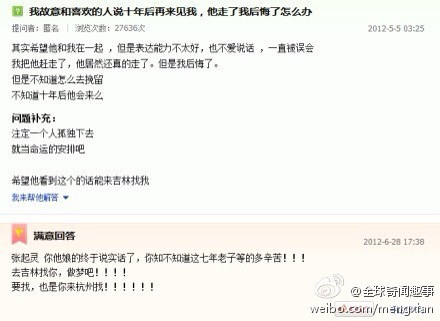 我故意和喜欢的人说十年后再来见我，他走了我后悔了怎么办
提问者：匿名 | 浏览次数：27636次 2012-5-5 03:25
其实希望他和我在一起 ，但是表达能力不太好，也不爱说话 ，一直被误会
我把他赶走了，他居然还真的走了。但是我后悔了。
但是不知道怎么去挽留
不知道十年后他会来么
问题补充：
注定一个人孤独下去
就当命运的安排吧
希望他看到这个的话能来吉林找我
我来帮他解答
满意回答 2012-6-28 17:38
张起灵 你他娘的终于说实话了，你知不知道这七年老子等的多辛苦！！！
去吉林找你，做梦吧！！！！
要找，也是你来杭州找！！！！！！
@全球奇闻趣事
weibo.com/mengxian